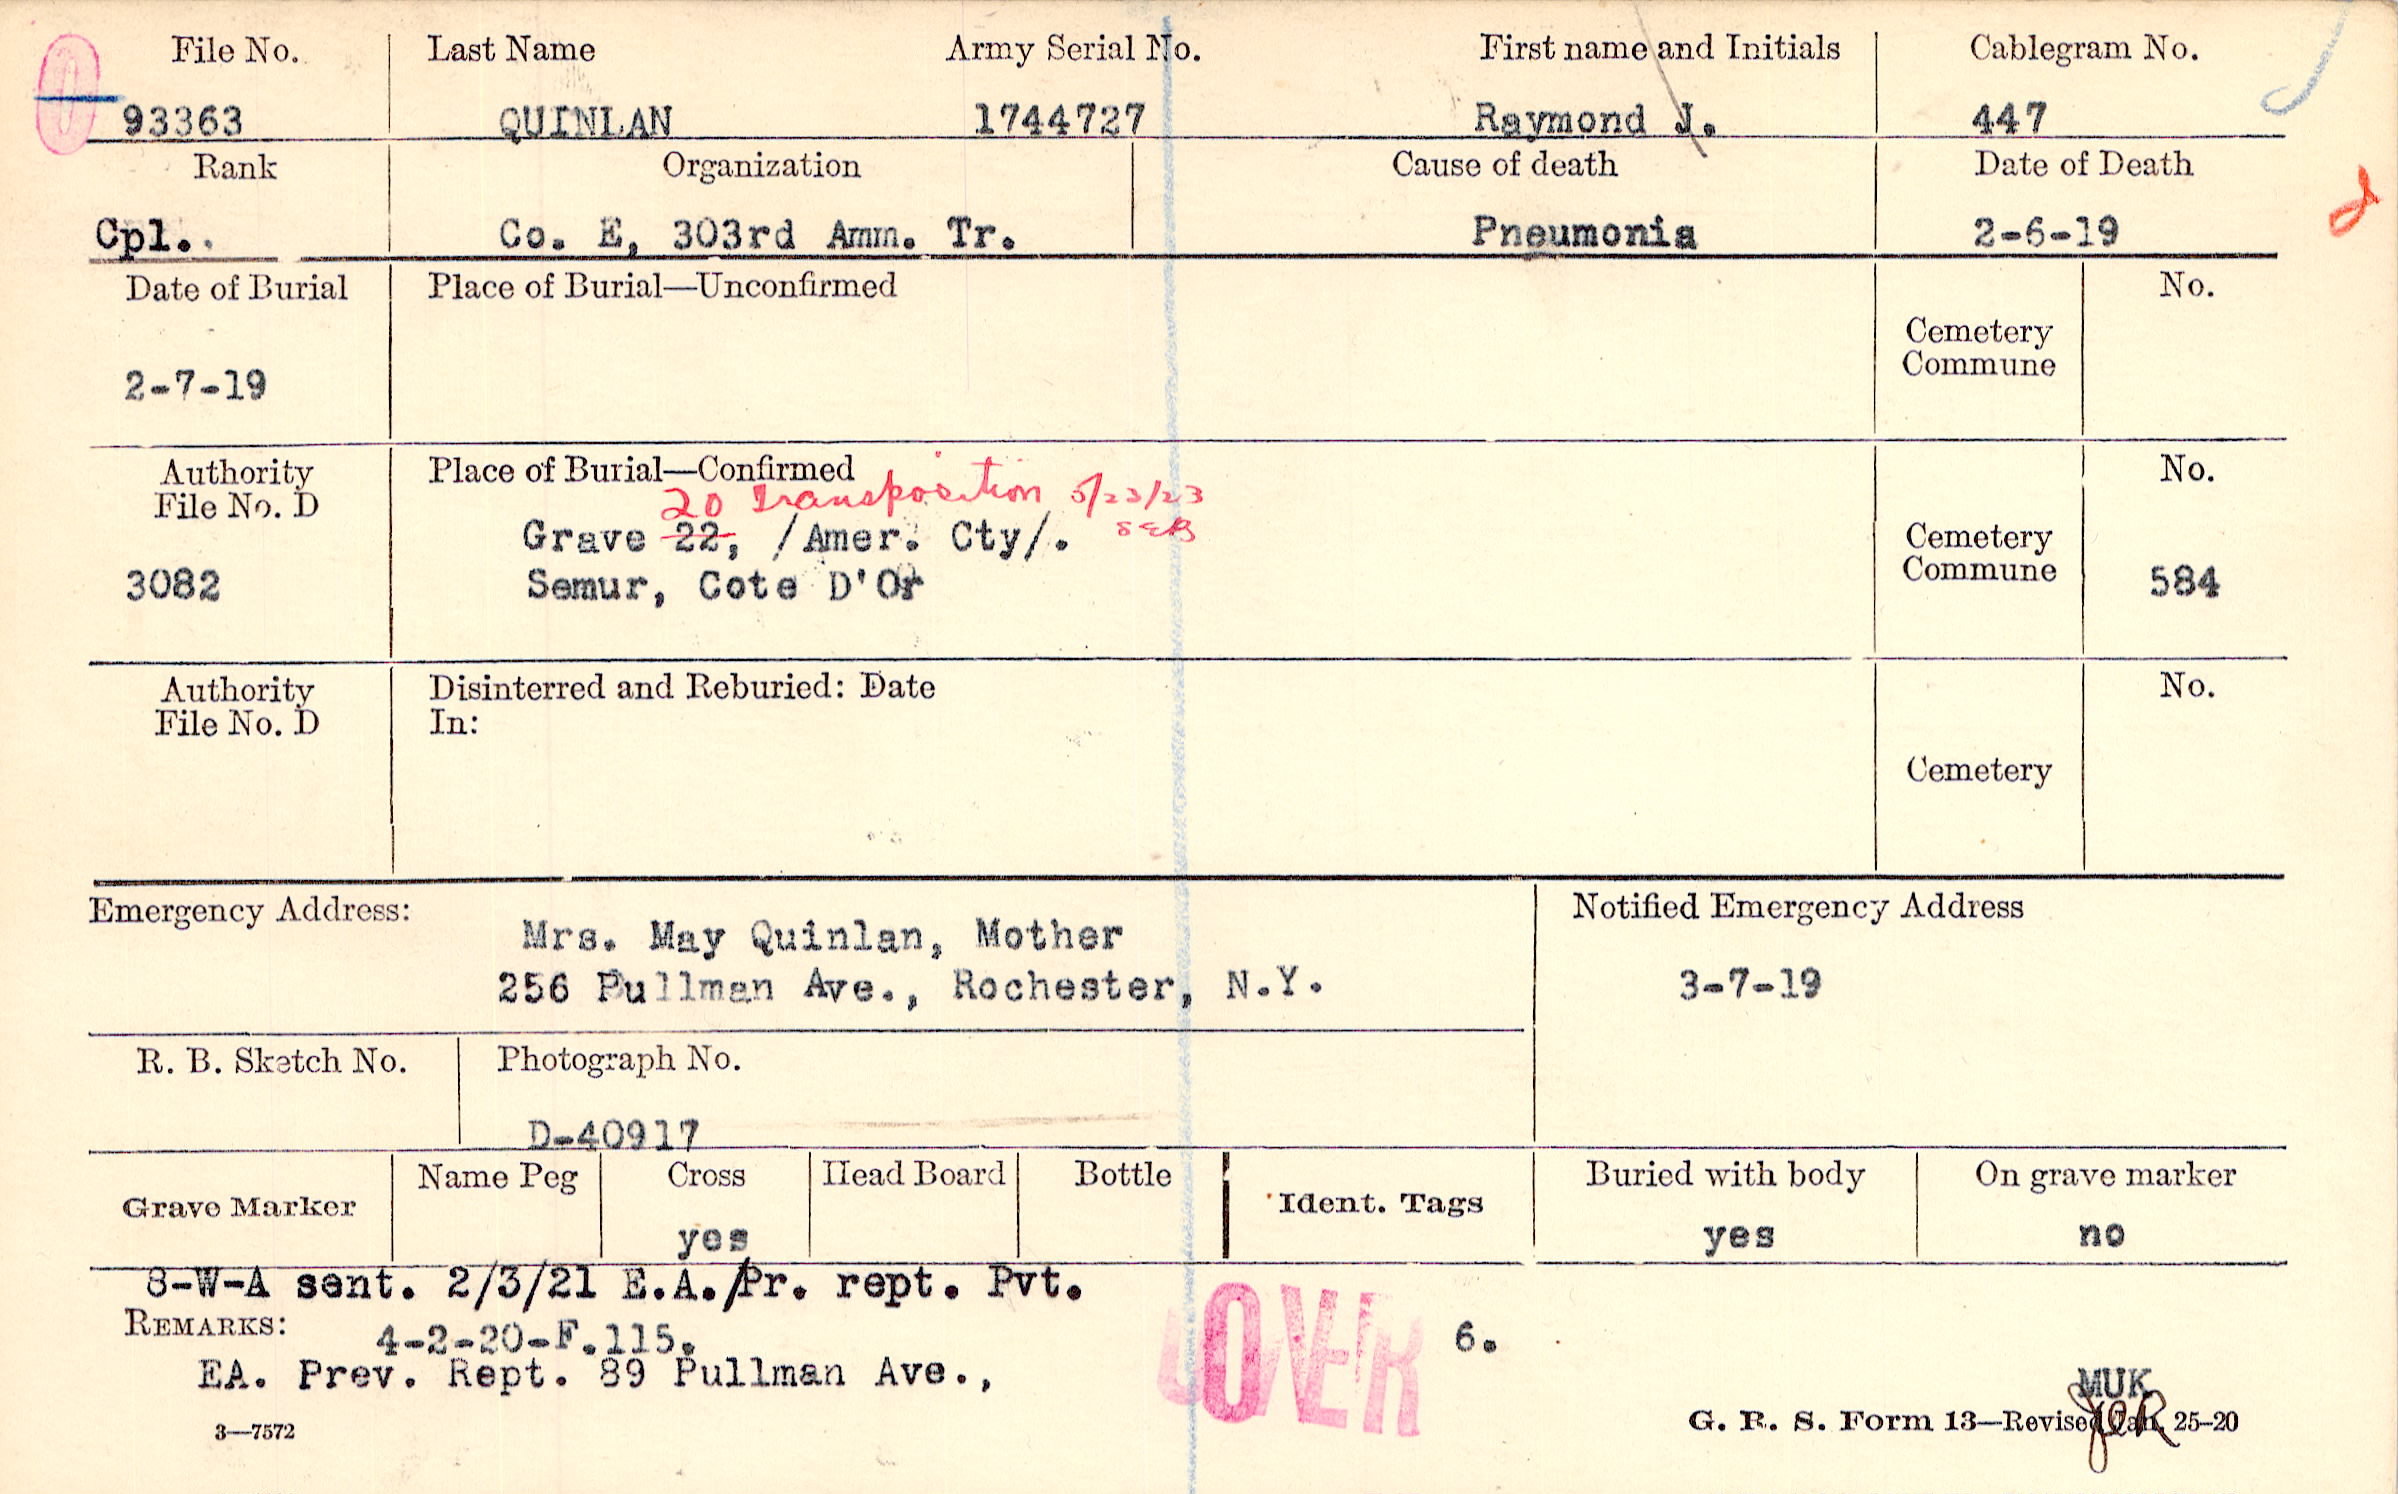 File No. Last Name Army Serial No. First name and Initials Cablegram No.
93363 QUINLAN 1744727 Raymond J. 447
Rank Organization Cause of death Date of Death
Cpl. Co. E, 303rd Amm. Tr. Pneumonia 2-6-19
Date of Burial Place of Burial—Unconfirmed No.
Cemetery
Commune
2-7-19
Authority Place of Burial—Confirmed No.
File No. D
20 Transposition 5/23/23
Grave 22, /Amer. Cty/. SEB
Cemetery
Commune
3082 Semur, Cote D'Or 584
Authority Disinterred and Reburied: Date No.
File No. D In:
Cemetery
Emergency Address: Notified Emergency Address
Mrs. May Quinlan, Mother
256 Pullman Ave., Rochester, N.Y. 3-7-19
R. B. Sketch No. Photograph No.
D-40917
Grave Marker Name Peg Cross Head Board Bottle Ident. Tags Buried with body On grave marker
yes yes no
8-W-A sent. 2/3/21 E.A./Pr. rept. Pvt.
REMARKS: 4-2-20-F.115. OVER 6.
EA. Prev. Rept. 89 Pullman Ave.,
MUK
3—7572 G. R. S. Form 13—Revised Jan. 25-20